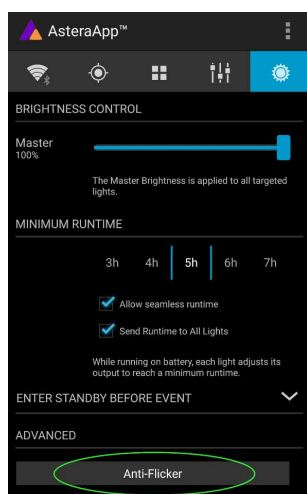 AsteraApp™
BRIGHTNESS CONTROL
Master
100%
The Master Brightness is applied to all targeted
lights.
MINIMUM RUNTIME
3h 4h 5h 6h 7h
Allow seamless runtime
Send Runtime to All Lights
While running on battery, each light adjusts its
output to reach a minimum runtime.
ENTER STANDBY BEFORE EVENT
ADVANCED
Anti-Flicker